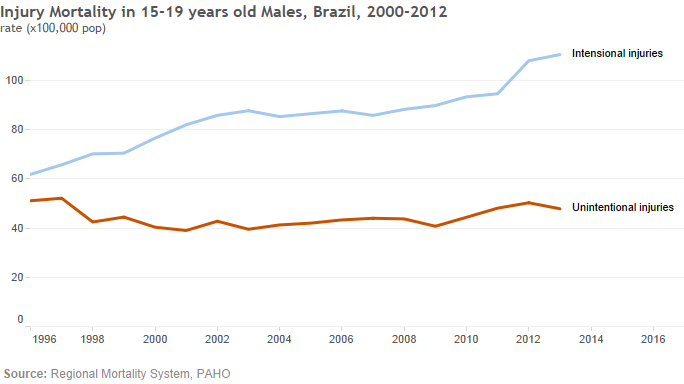 Injury Mortality in 15-19 years old Males, Brazil, 2000-2012
rate (x100,000 pop)
Intensional injuries
100
80
60
Unintentional injuries
40
20
0
1996 1998 2000 2002 2004 2006 2008 2010 2012 2014 2016
Source: Regional Mortality System, PAHO